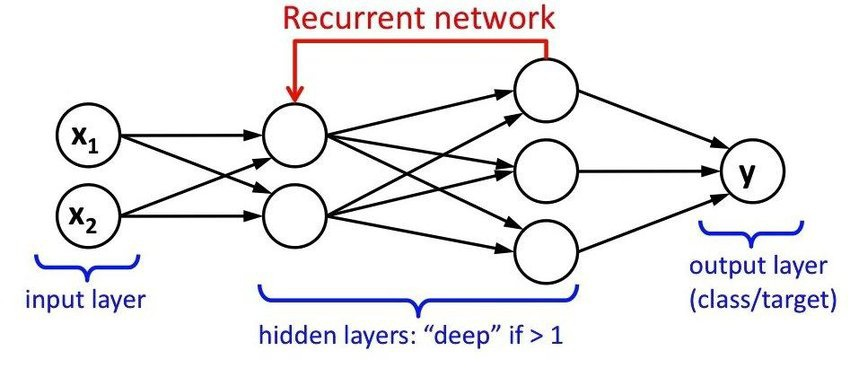 Recurrent network
x1
x2
y
input layer
hidden layers: “deep” if > 1
output layer
(class/target)